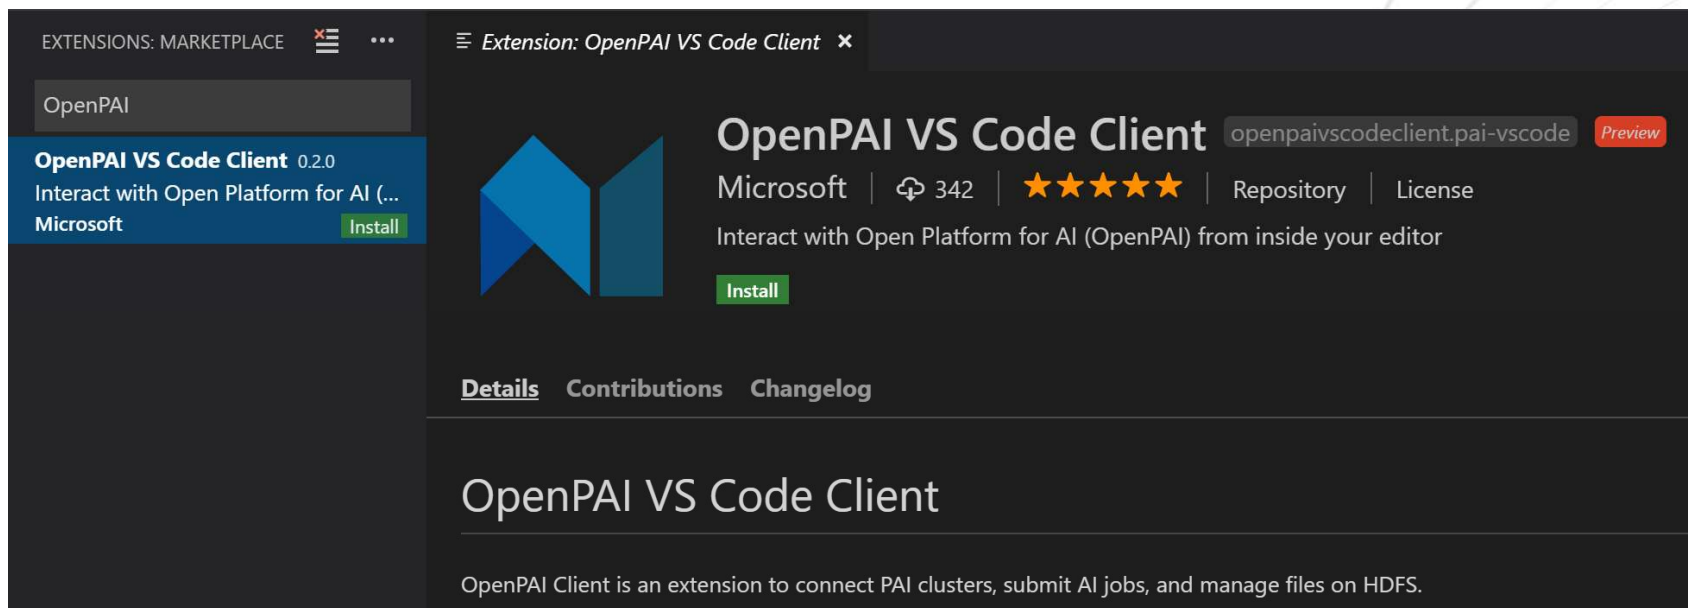 EXTENSIONS: MARKETPLACE
OpenPAI
OpenPAI VS Code Client 0.2.0
Interact with Open Platform for AI (...
Microsoft Install
Extension: OpenPAI VS Code Client
OpenPAI VS Code Client openpaivscodeclient.pai-vscode Preview
Microsoft 342 Repository License
Interact with Open Platform for AI (OpenPAI) from inside your editor
Install
Details Contributions Changelog
OpenPAI VS Code Client
OpenPAI Client is an extension to connect PAI clusters, submit AI jobs, and manage files on HDFS.